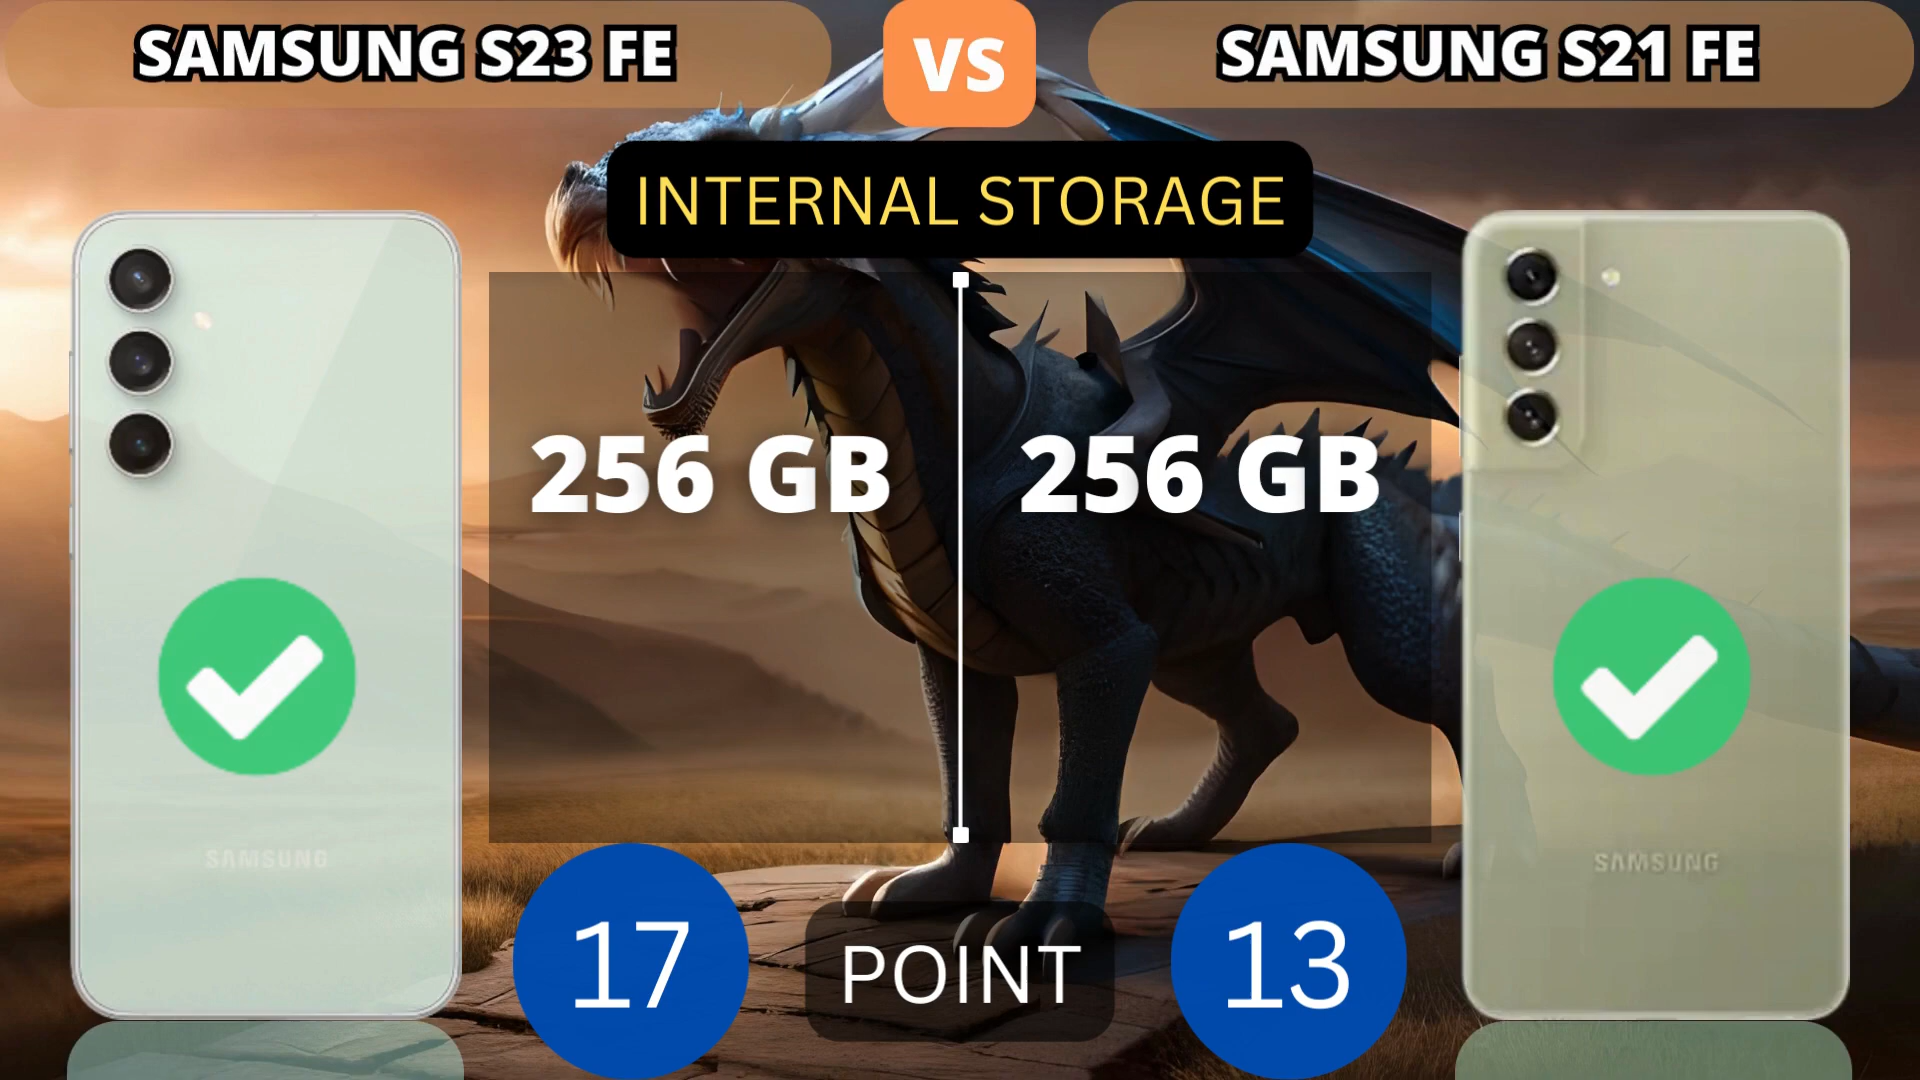 SAMSUNG S23 FE
VS
SAMSUNG S21 FE
INTERNAL STORAGE
256 GB
256 GB
SAMSUNG
SAMSUNG
17
POINT
13